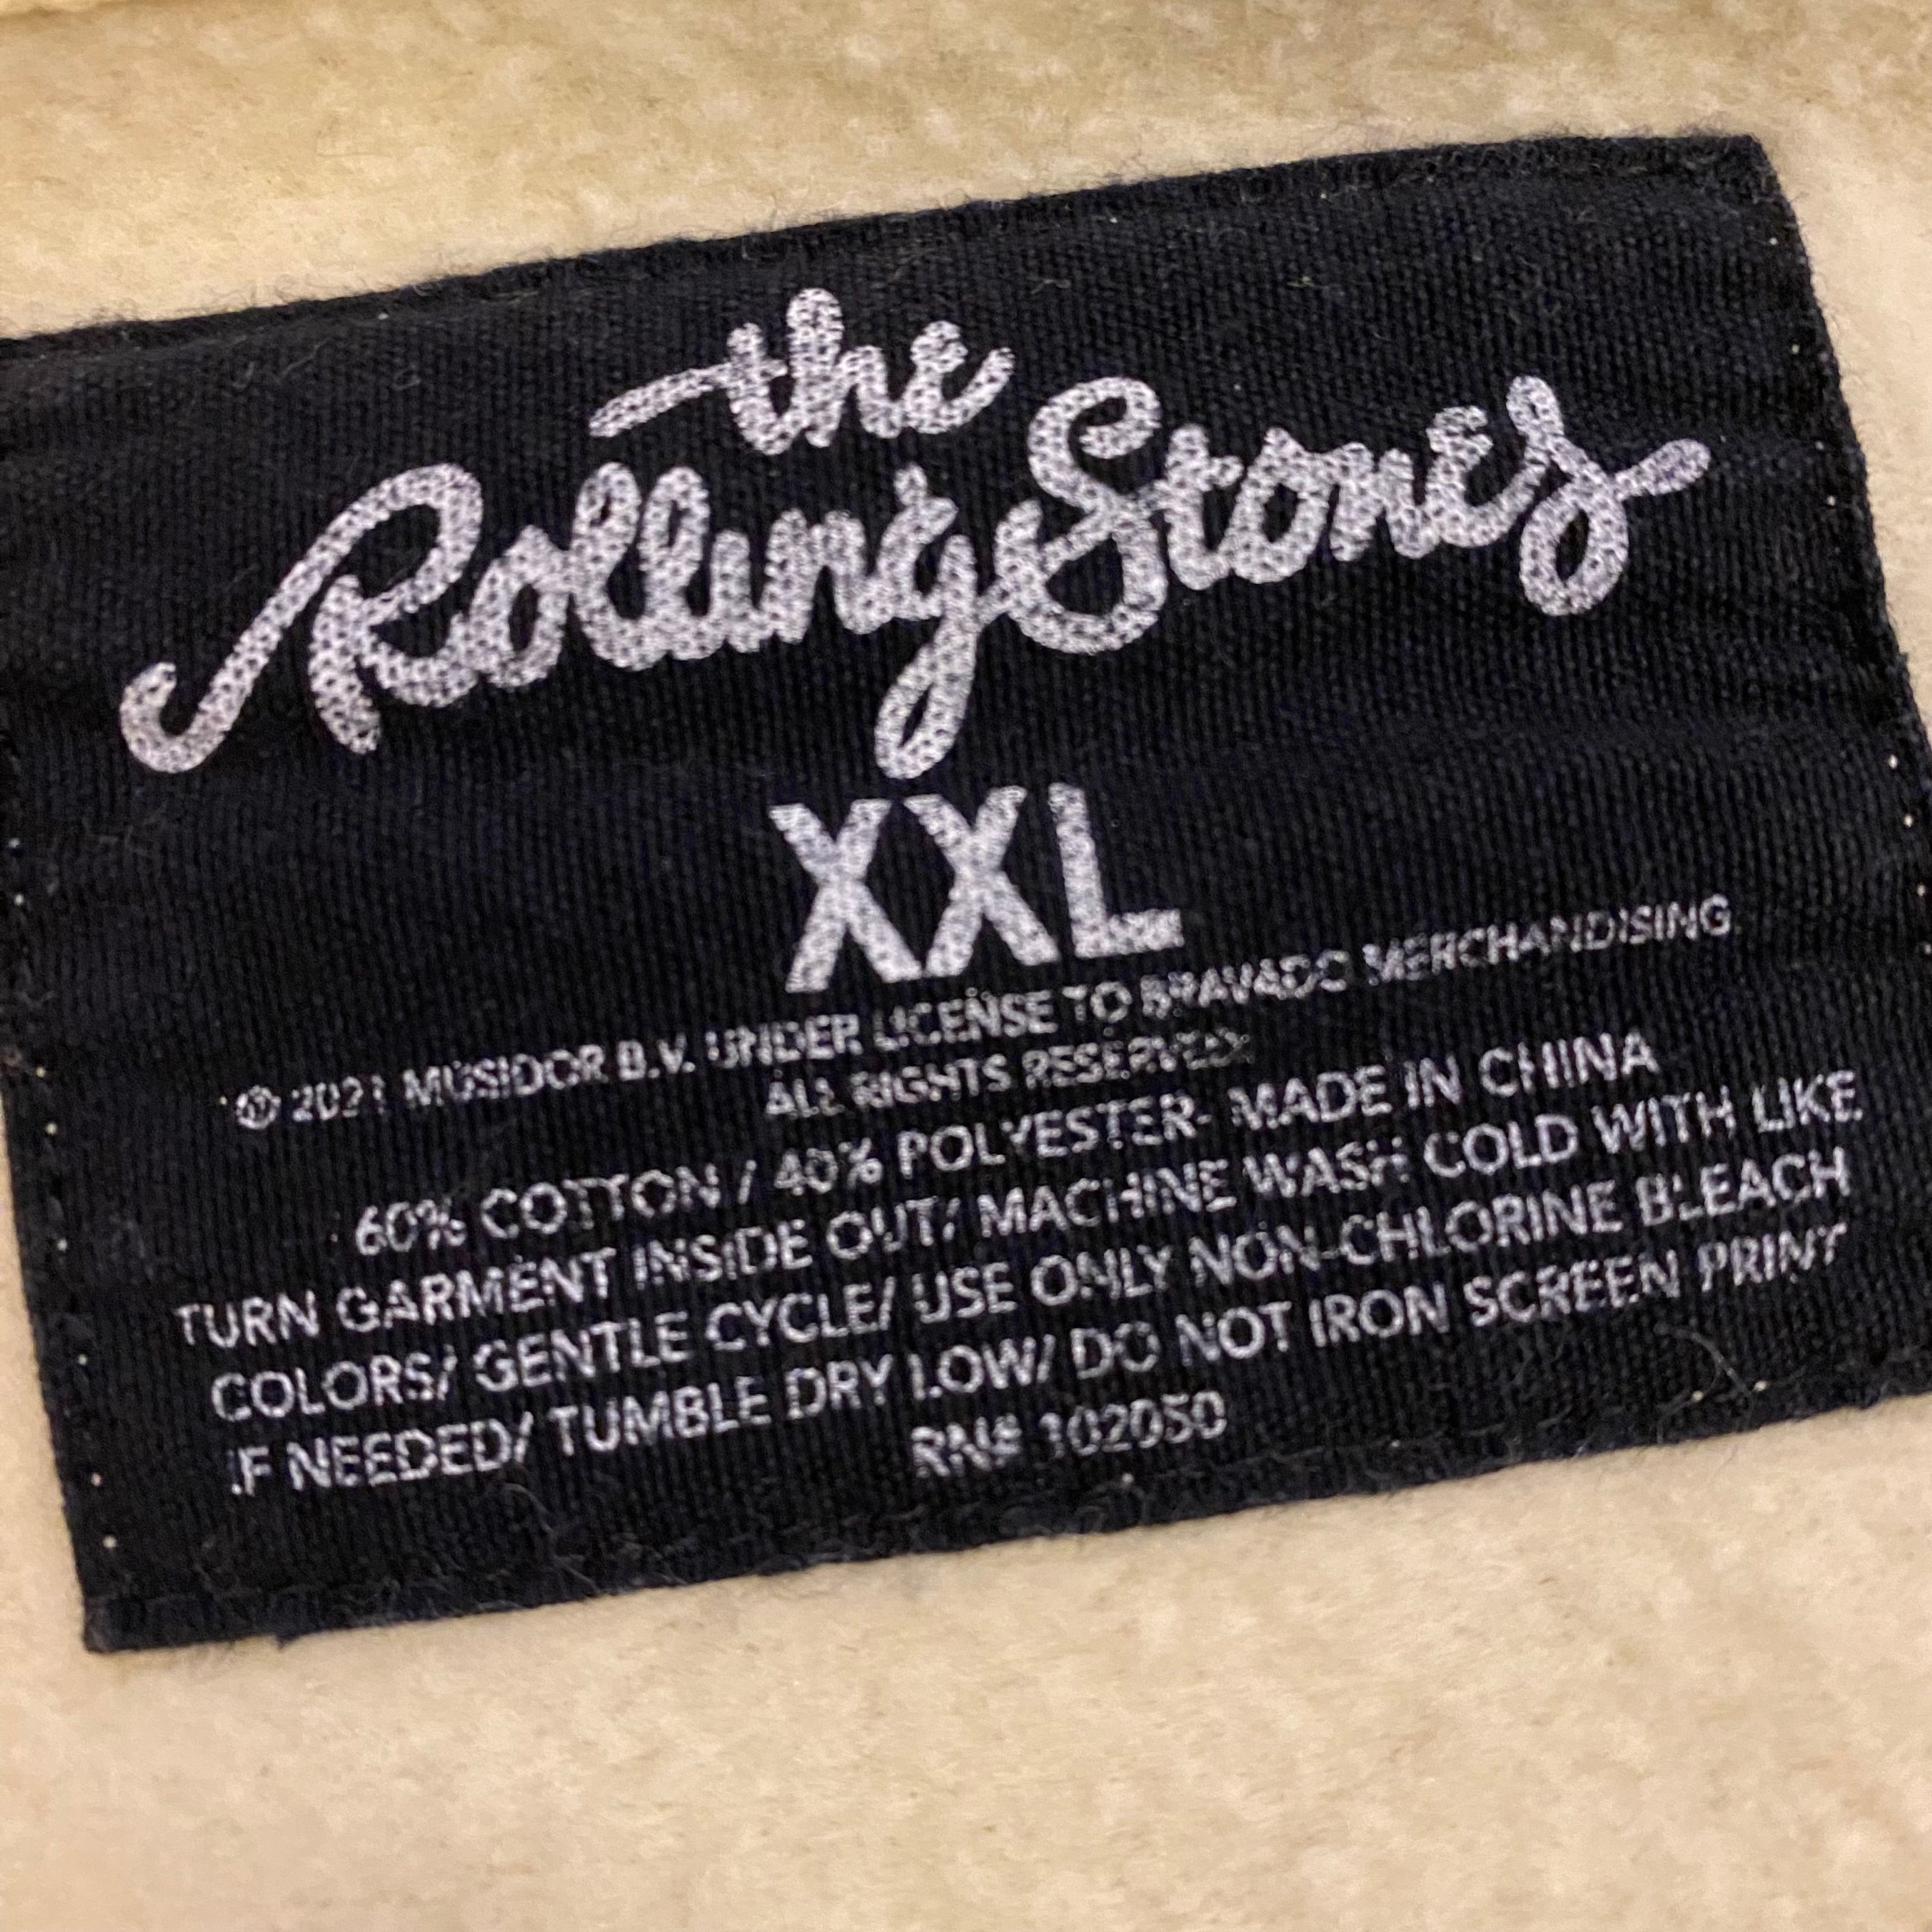 the
Rolling Stones
XXL
© 2021 MUSIDOR B.V. UNDER LICENSE TO BRAVADO MERCHANDISING
ALL RIGHTS RESERVED.
60% COTTON / 40% POLYESTER- MADE IN CHINA
TURN GARMENT INSIDE OUT/ MACHINE WASH COLD WITH LIKE
COLORS/ GENTLE CYCLE/ USE ONLY NON-CHLORINE BLEACH
IF NEEDED/ TUMBLE DRY LOW/ DO NOT IRON SCREEN PRINT
RN# 102050